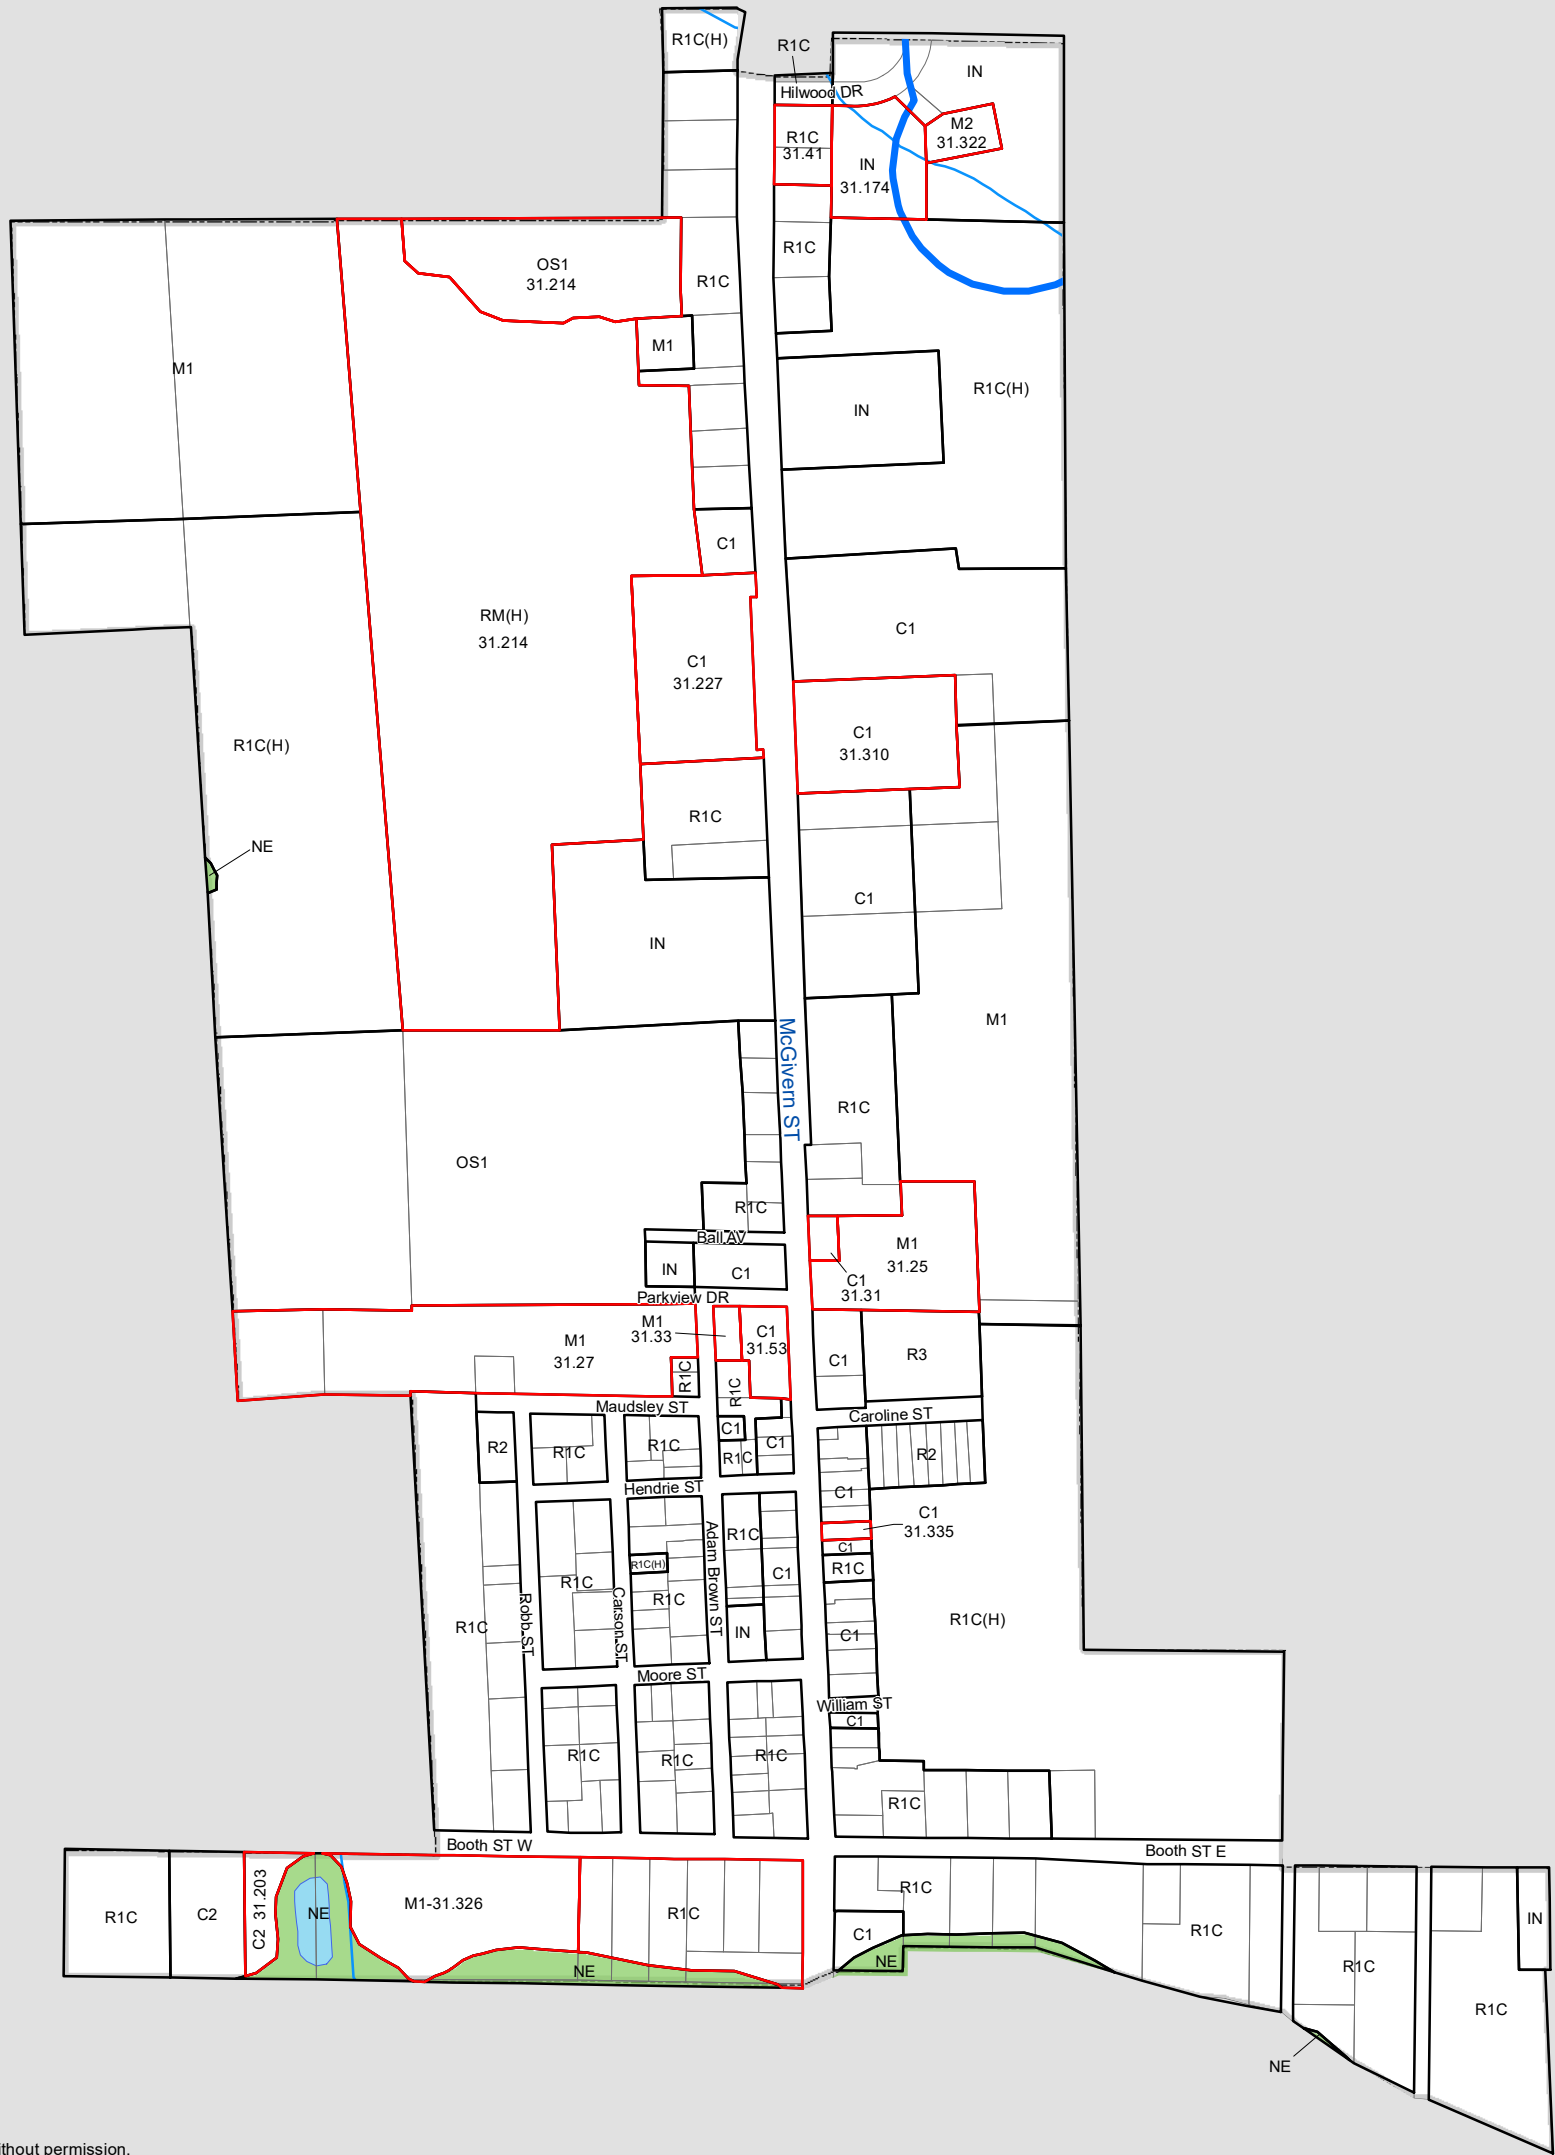 R1C(H)
R1C
IN
Hilwood DR
M2
31.322
R1C
31.41
IN
31.174
R1C
OS1
31.214
R1C
M1
M1
R1C(H)
IN
C1
RM(H)
31.214
C1
C1
31.227
C1
31.310
R1C(H)
R1C
NE
C1
IN
M1
McGivern ST
R1C
OS1
R1C
Ball AV
IN
C1
M1
31.25
C1
31.31
Parkview DR
M1
31.33
C1
31.53
M1
31.27
R1C
C1
R3
R1C
Maudsley ST
Caroline ST
R2
R1C
R1C
C1
R1C
C1
R2
Hendrie ST
C1
C1
31.335
C1
R1C
R1C
Adam Brown ST
R1C(H)
C1
R1C
R1C
Robb ST
Carson ST
R1C
IN
C1
R1C(H)
Moore ST
William ST
C1
R1C
R1C
R1C
R1C
Booth ST W
Booth ST E
R1C
C2
C2 31.203
NE
M1-31.326
R1C
NE
R1C
C1
NE
R1C
R1C
IN
R1C
NE
ithout permission.